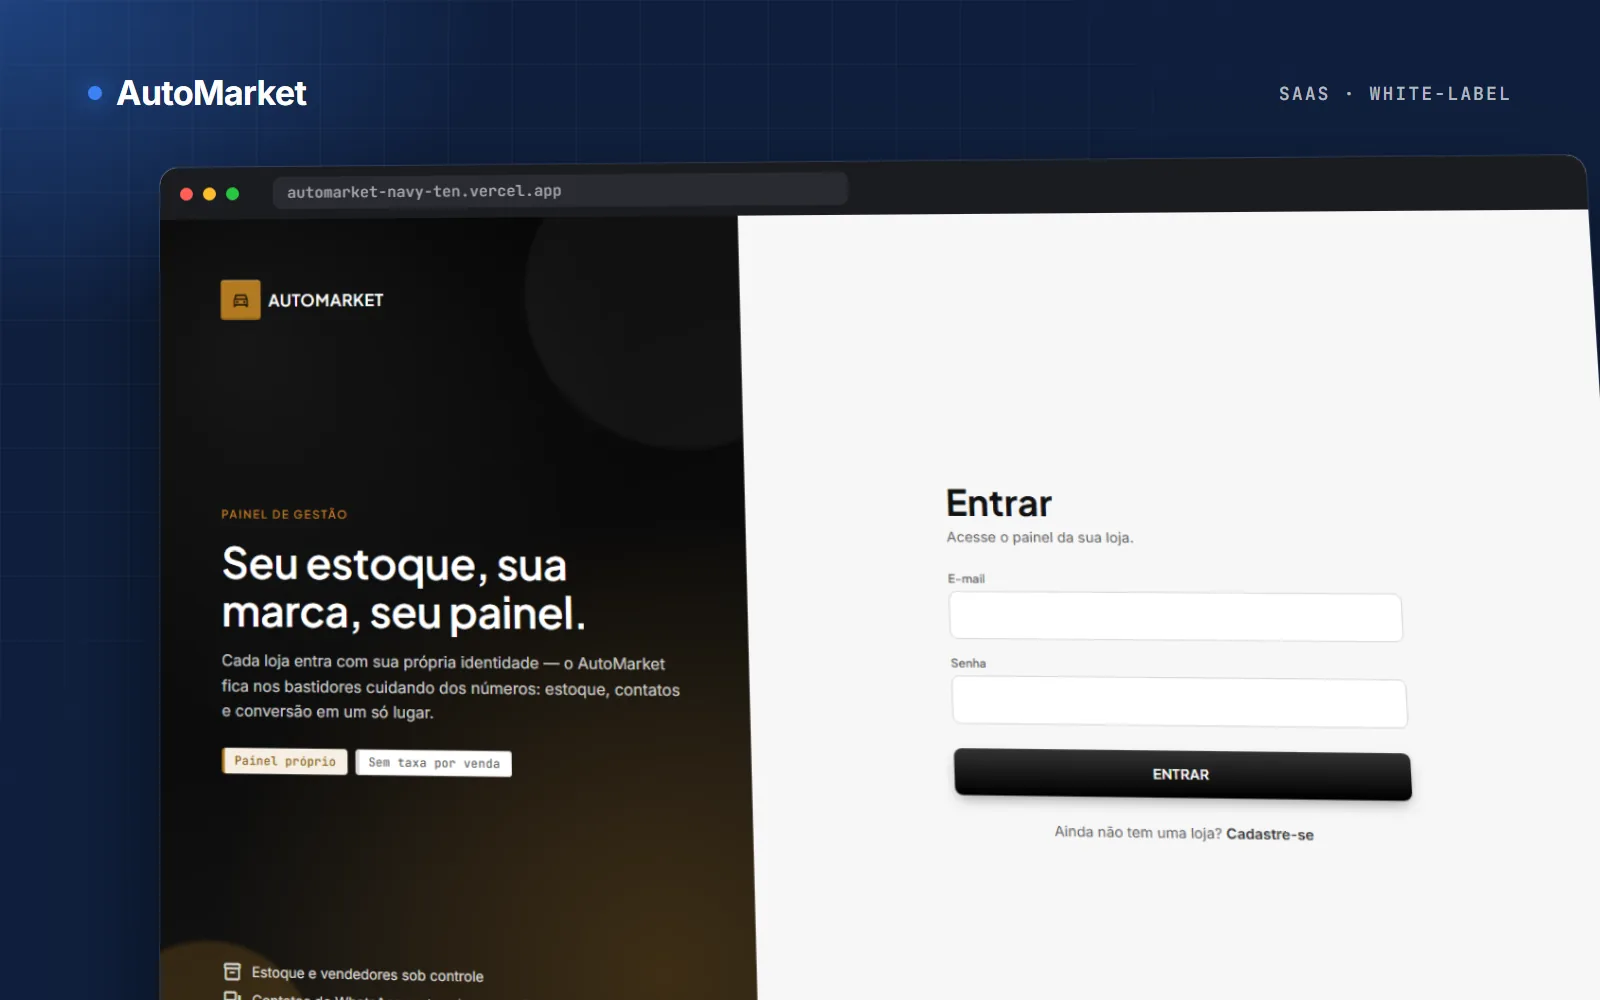 AutoMarket
SAAS · WHITE-LABEL
automarket-navy-ten.vercel.app
AUTOMARKET
PAINEL DE GESTÃO
Seu estoque, sua
marca, seu painel.
Cada loja entra com sua própria identidade — o AutoMarket
fica nos bastidores cuidando dos números: estoque, contatos
e conversão em um só lugar.
Painel próprio
Sem taxa por venda
Estoque e vendedores sob controle
Entrar
Acesse o painel da sua loja.
E-mail
Senha
ENTRAR
Ainda não tem uma loja? Cadastre-se